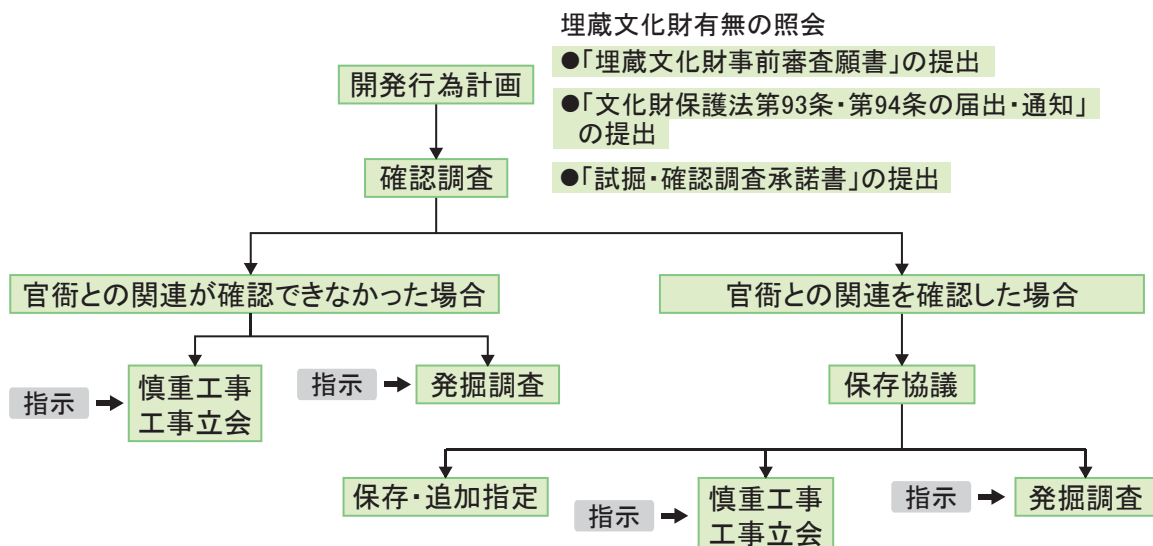 埋蔵文化財有無の照会
●「埋蔵文化財事前審査願書」の提出
●「文化財保護法第93条・第94条の届出・通知」
の提出
●「試掘・確認調査承諾書」の提出
開発行為計画
確認調査
官衙との関連が確認できなかった場合
官衙との関連を確認した場合
指示
慎重工事
工事立会
指示
発掘調査
保存協議
保存・追加指定
指示
慎重工事
工事立会
指示
発掘調査